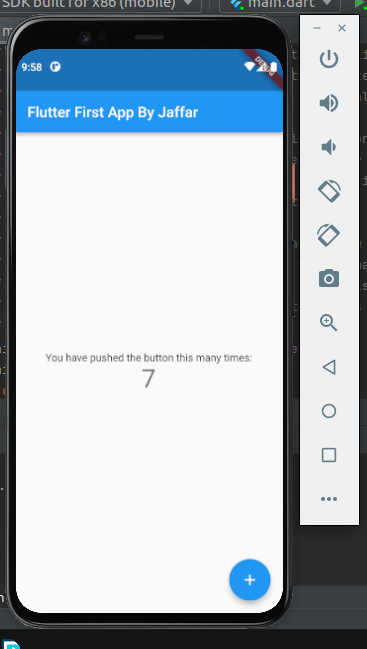 SDK built for x86 (mobile)
main.dart
9:58
DEBUG
Flutter First App By Jaffar
You have pushed the button this many times:
7